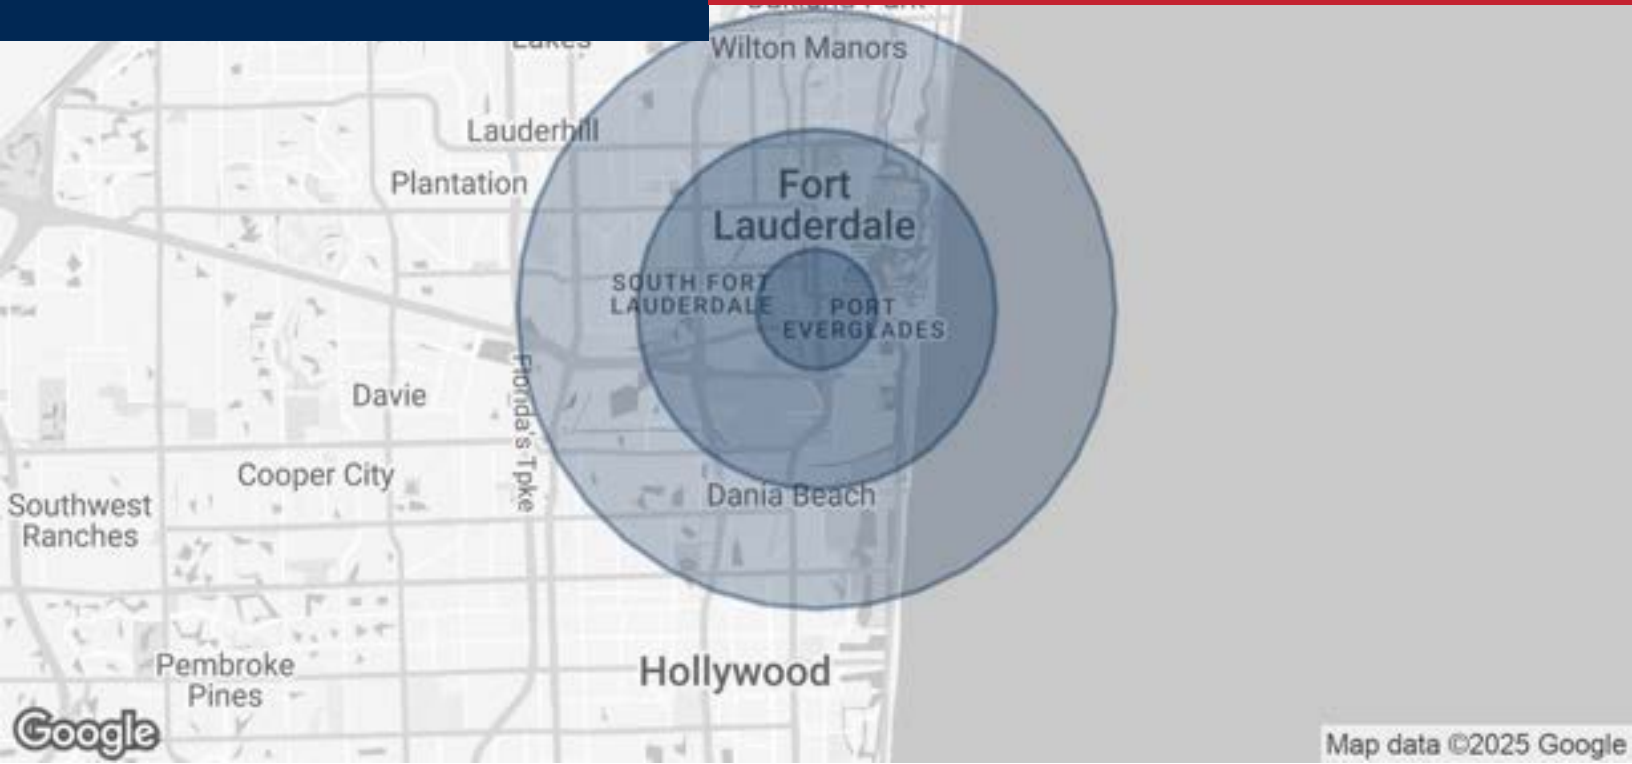 Wilton Manors
Lauderhill
Plantation
Fort
Lauderdale
SOUTH FORT
LAUDERDALE
PORT
EVERGLADES
Florida's Tpke
Davie
Cooper City
Dania Beach
Southwest
Ranches
Pembroke
Pines
Hollywood
Google
Map data ©2025 Google